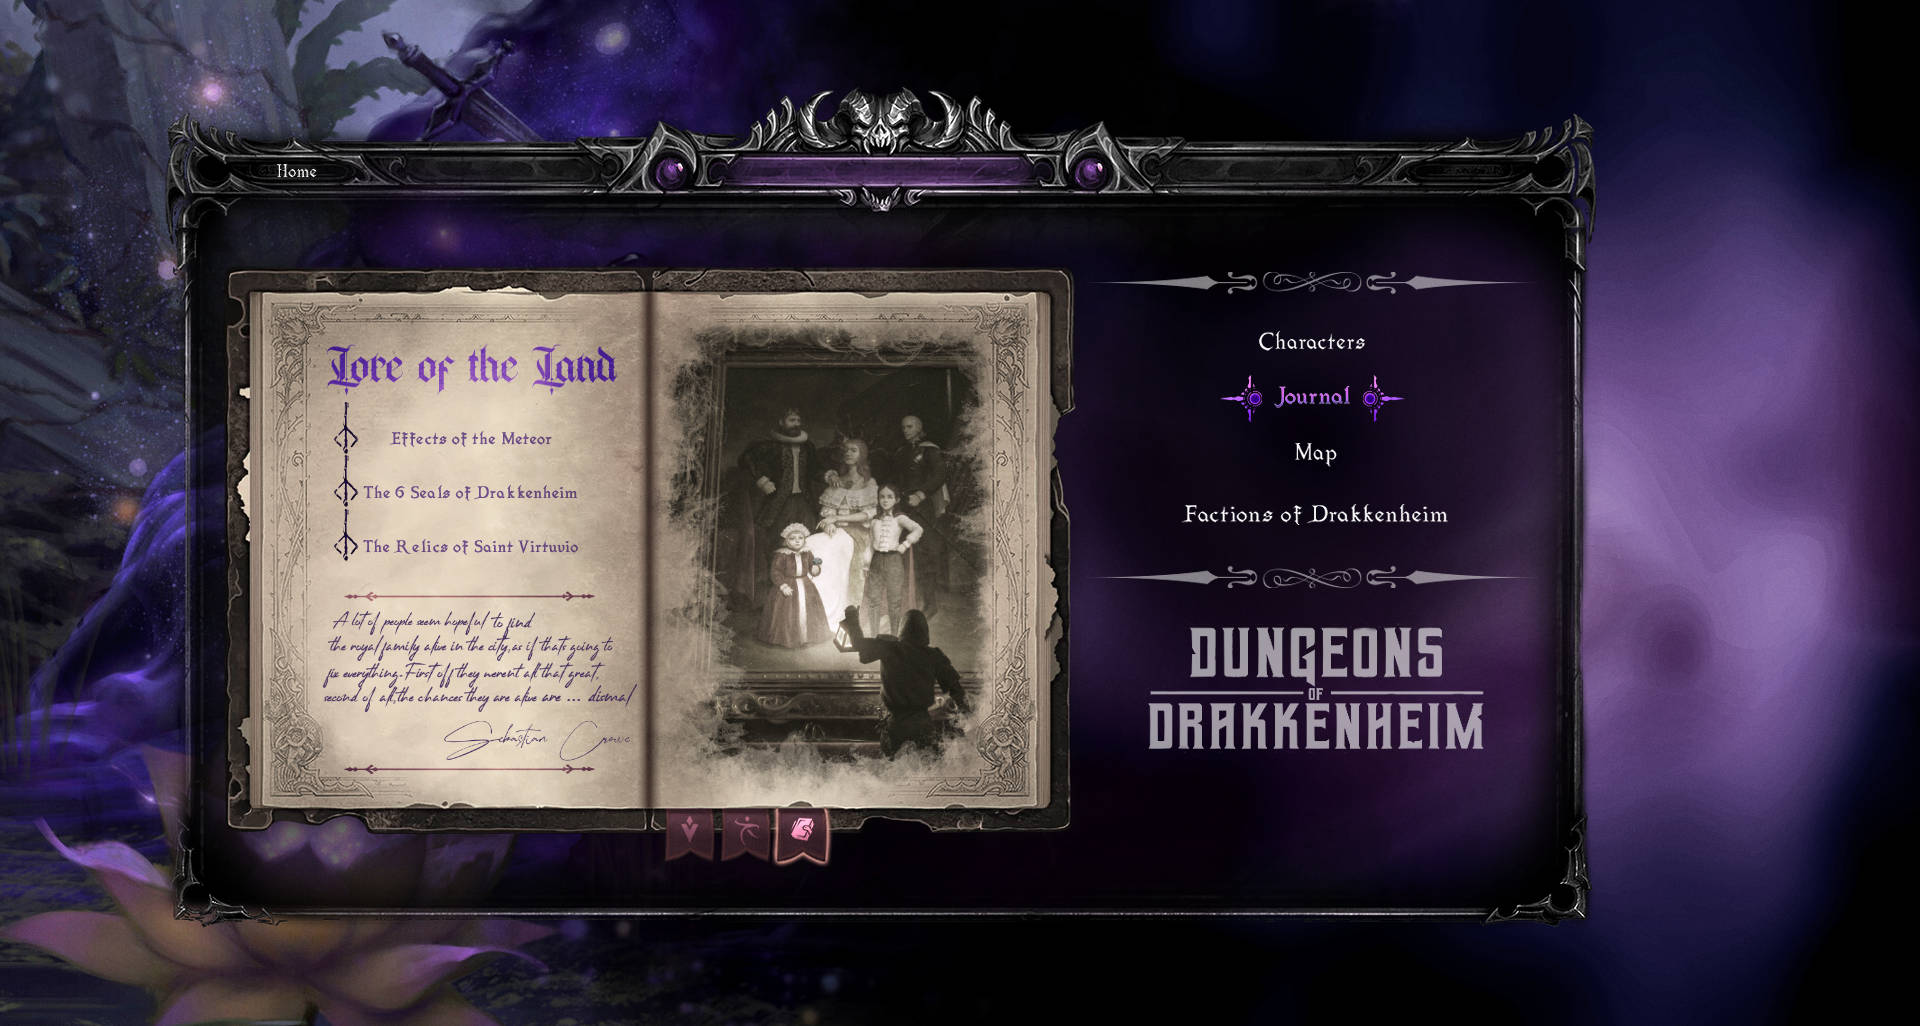 Home
Lore of the Land
Effects of the Meteor
The 6 Seals of Drakkenheim
The Relics of Saint Virtuvio
A lot of people seem hopeful to find
the royal family alive in the city, as if thats going to
fix everything. First off they werent all that great,
second of all, the chances they are alive are ... dismal
Sebastian Crowe
Characters
Journal
Map
Factions of Drakkenheim
DUNGEONS
OF
DRAKKENHEIM